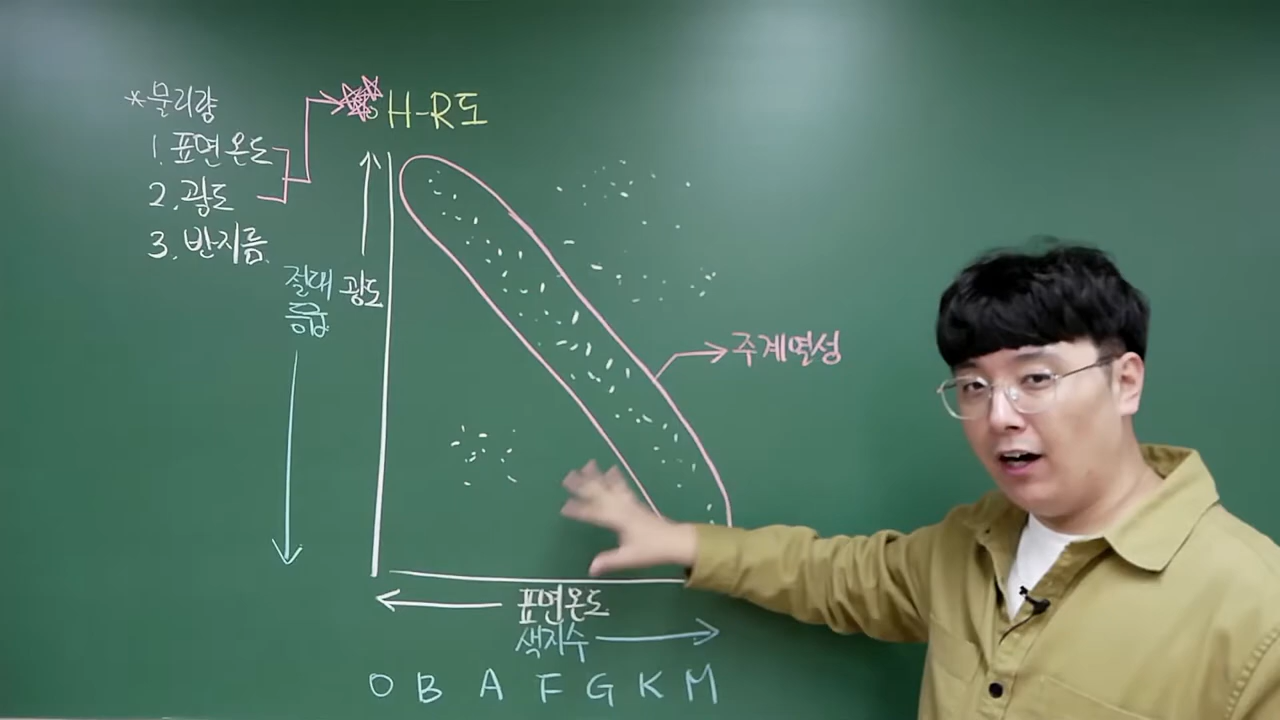 *물리량
1. 표면온도
2. 광도
3. 반지름
H-R도
절대
등급
광도
주계열성
표면온도
색지수
O B A F G K M